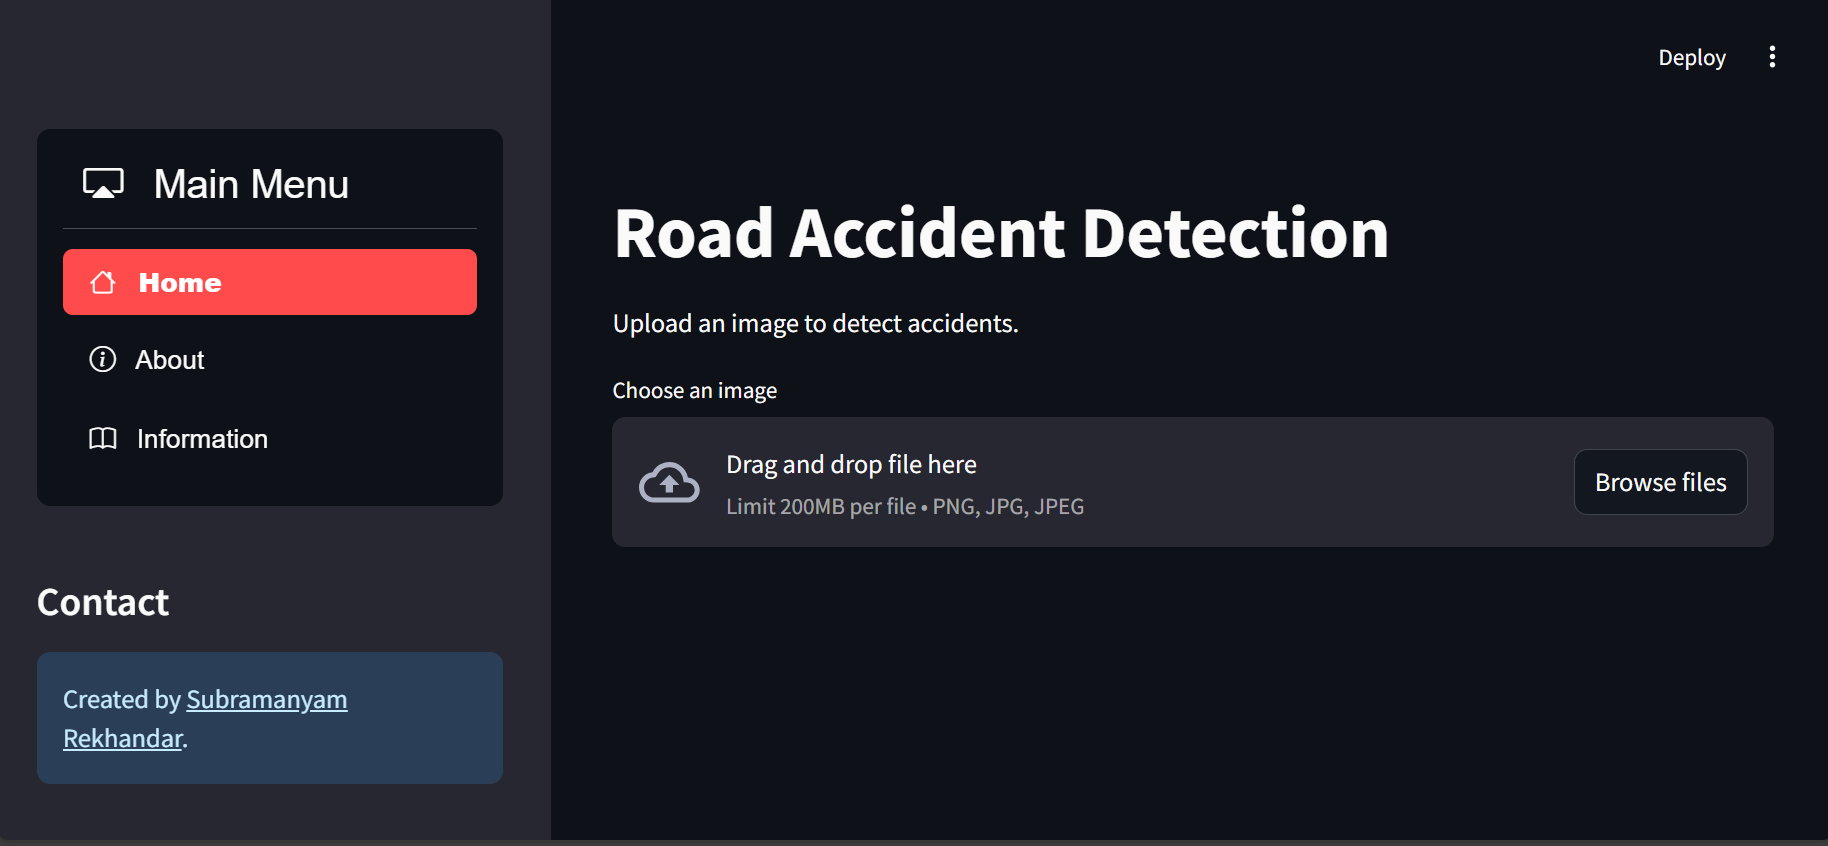 Main Menu
Home
About
Information
Contact
Created by Subramanyam
Rekhandar.
Deploy
Road Accident Detection
Upload an image to detect accidents.
Choose an image
Drag and drop file here
Limit 200MB per file • PNG, JPG, JPEG
Browse files